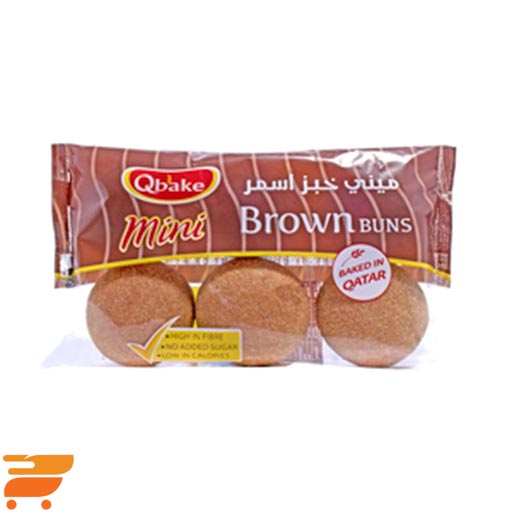 Qbake
ميني خبز اسمر
Mini
Brown BUNS
BAKED IN
QATAR
•HIGH IN FIBRE
•NO ADDED SUGAR
•LOW IN CALORIES